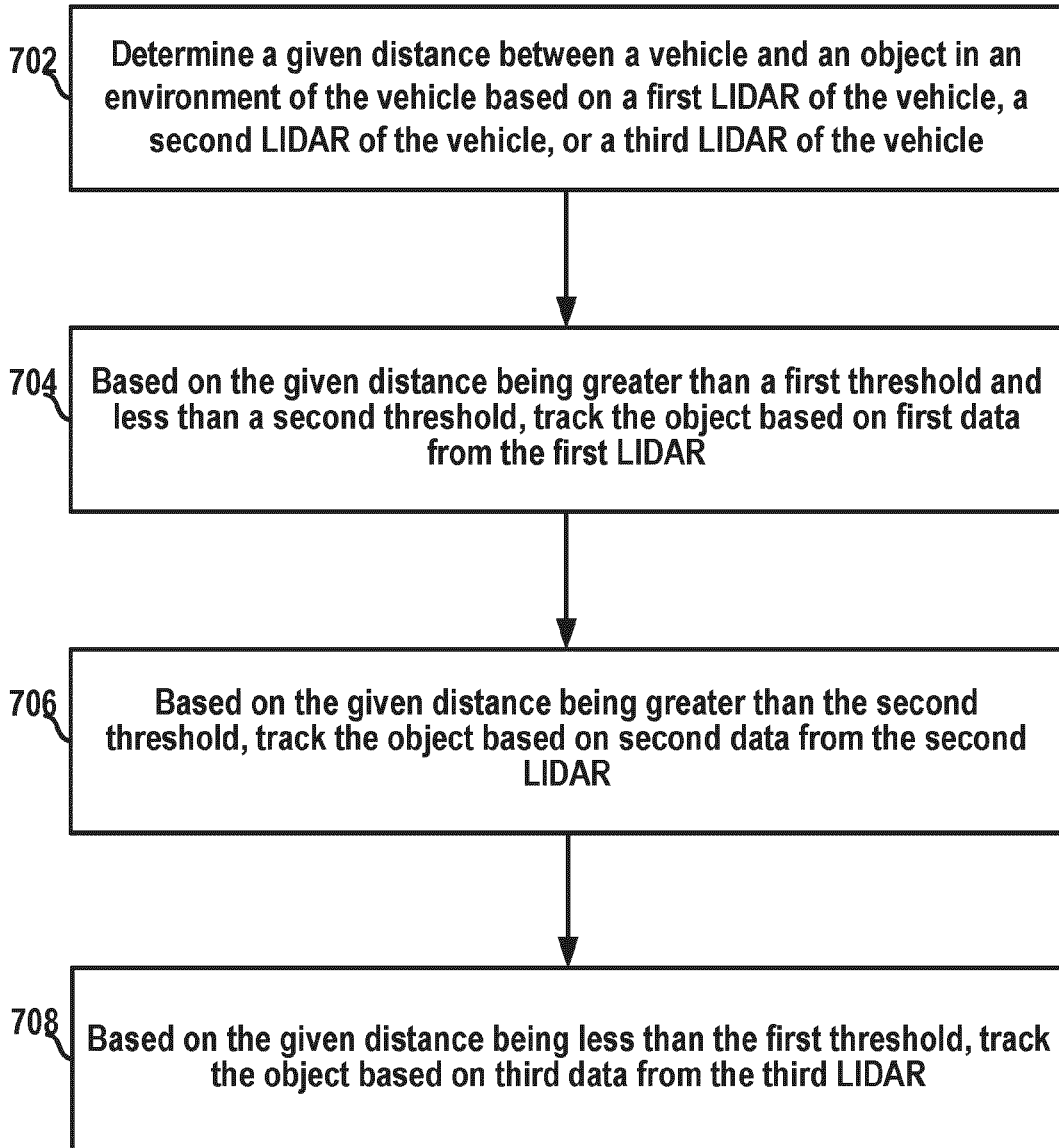 702
Determine a given distance between a vehicle and an object in an
environment of the vehicle based on a first LIDAR of the vehicle, a
second LIDAR of the vehicle, or a third LIDAR of the vehicle
704
Based on the given distance being greater than a first threshold and
less than a second threshold, track the object based on first data
from the first LIDAR
706
Based on the given distance being greater than the second
threshold, track the object based on second data from the second
LIDAR
708
Based on the given distance being less than the first threshold, track
the object based on third data from the third LIDAR